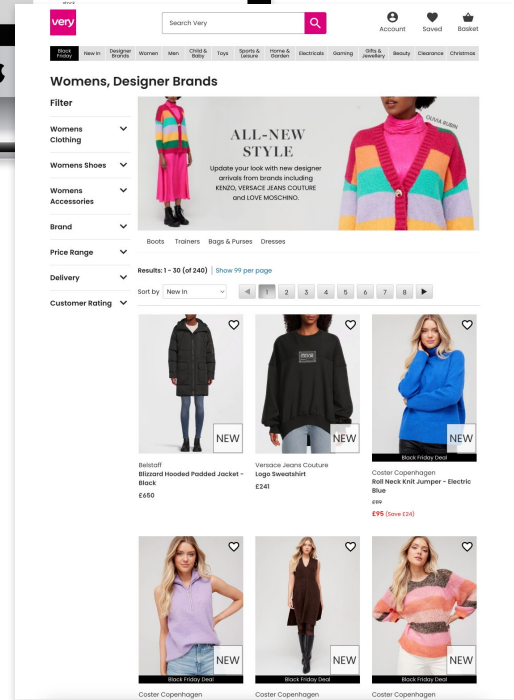 very
Search Very
Account
Saved
Basket
Black Friday
New In
Designer Brands
Women
Men
Child & Baby
Toys
Sports & Leisure
Home & Garden
Electricals
Gaming
Gifts & Jewellery
Beauty
Clearance
Christmas
Womens, Designer Brands
Filter
Womens
Clothing
Womens Shoes
Womens
Accessories
Brand
Price Range
Delivery
Customer Rating
ALL-NEW
STYLE
Update your look with new designer
arrivals from brands including
KENZO, VERSACE JEANS COUTURE
and LOVE MOSCHINO.
OLIVIA RUBIN
Boots Trainers Bags & Purses Dresses
Results: 1 - 30 (of 240) | Show 99 per page
Sort by New In 1 2 3 4 5 6 7 8
NEW
NEW
NEW
Black Friday Deal
Belstaff
Blizzard Hooded Padded Jacket -
Black
£650
Versace Jeans Couture
Logo Sweatshirt
£241
Coster Copenhagen
Roll Neck Knit Jumper - Electric
Blue
£119
£95 (Save £24)
NEW
NEW
NEW
Black Friday Deal
Black Friday Deal
Black Friday Deal
Coster Copenhagen
Coster Copenhagen
Coster Copenhagen